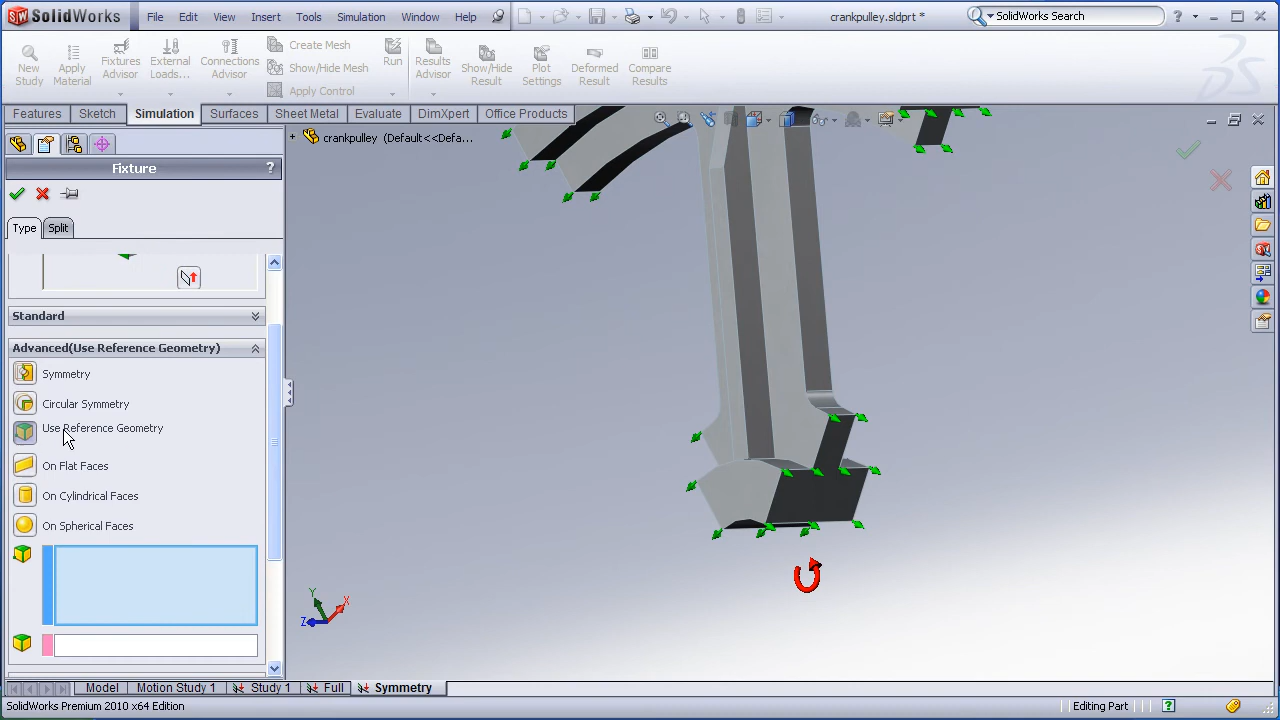 SolidWorks File Edit View Insert Tools Simulation Window Help crankpulley.sldprt * SolidWorks Search
New Study
Apply Material
Fixtures Advisor
External Loads...
Connections Advisor
Create Mesh
Show/Hide Mesh
Apply Control
Run
Results Advisor
Show/Hide Result
Plot Settings
Deformed Result
Compare Results
Features Sketch Simulation Surfaces Sheet Metal Evaluate DimXpert Office Products
crankpulley (Default<<Defa...
Fixture ?
Type Split
Standard
Advanced(Use Reference Geometry)
Symmetry
Circular Symmetry
Use Reference Geometry
On Flat Faces
On Cylindrical Faces
On Spherical Faces
Y
X
Z
Model Motion Study 1 Study 1 Full Symmetry
SolidWorks Premium 2010 x64 Edition Editing Part ?